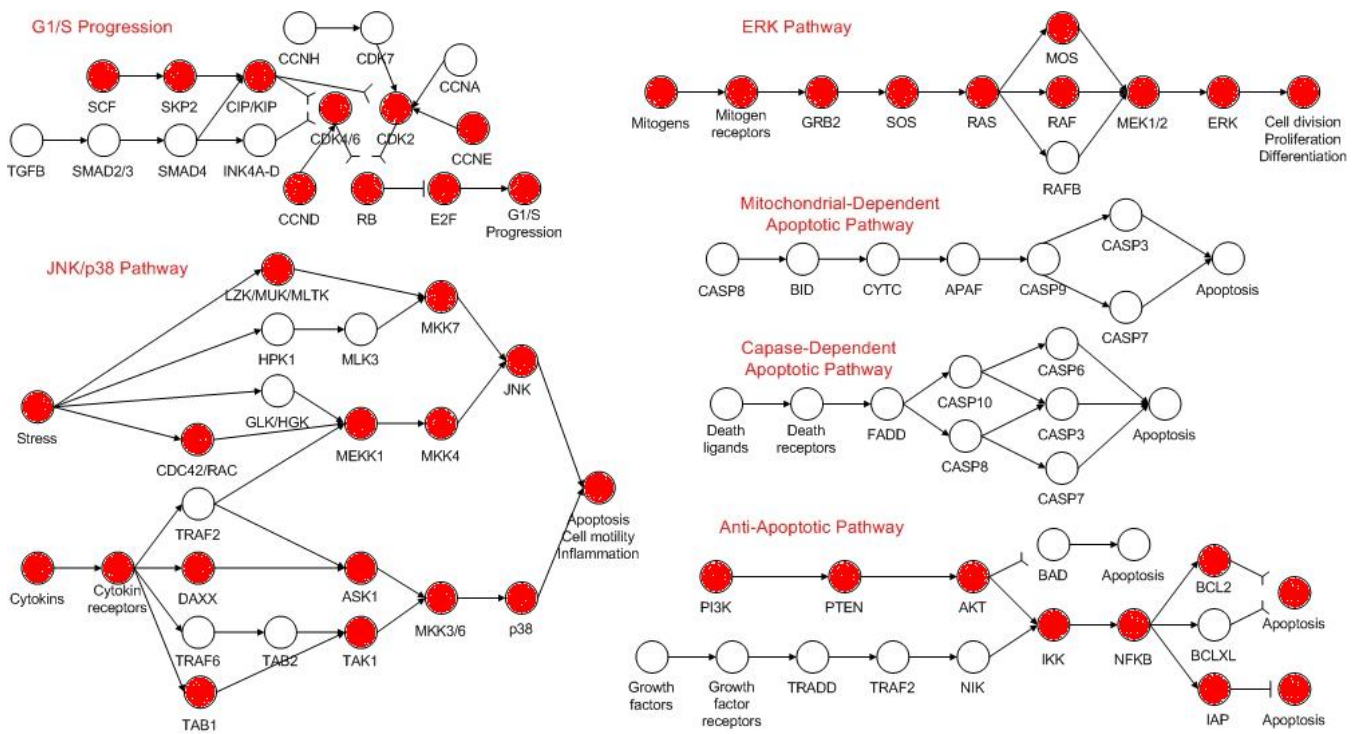 G1/S Progression
CCNH
CDK7
CCNA
SCF
SKP2
CIP/KIP
CDK4/6
CDK2
CCNE
TGFB
SMAD2/3
SMAD4
INK4A-D
CCND
RB
E2F
G1/S
Progression
JNK/p38 Pathway
LZK/MUK/MLTK
MKK7
HPK1
MLK3
JNK
Stress
GLK/HGK
CDC42/RAC
MEKK1
MKK4
TRAF2
Apoptosis
Cell motility
Inflammation
Cytokins
Cytokin
receptors
DAXX
ASK1
MKK3/6
p38
TRAF6
TAB2
TAK1
TAB1
ERK Pathway
MOS
Mitogens
Mitogen
receptors
GRB2
SOS
RAS
RAF
MEK1/2
ERK
Cell division
Proliferation
Differentiation
RAFB
Mitochondrial-Dependent
Apoptotic Pathway
CASP3
CASP8
BID
CYTC
APAF
CASP9
Apoptosis
CASP7
Capase-Dependent
Apoptotic Pathway
CASP6
CASP10
Death
ligands
Death
receptors
FADD
CASP3
Apoptosis
CASP8
CASP7
Anti-Apoptotic Pathway
BAD
Apoptosis
BCL2
PI3K
PTEN
AKT
Apoptosis
IKK
NFKB
BCLXL
Growth
factors
Growth
factor
receptors
TRADD
TRAF2
NIK
IAP
Apoptosis